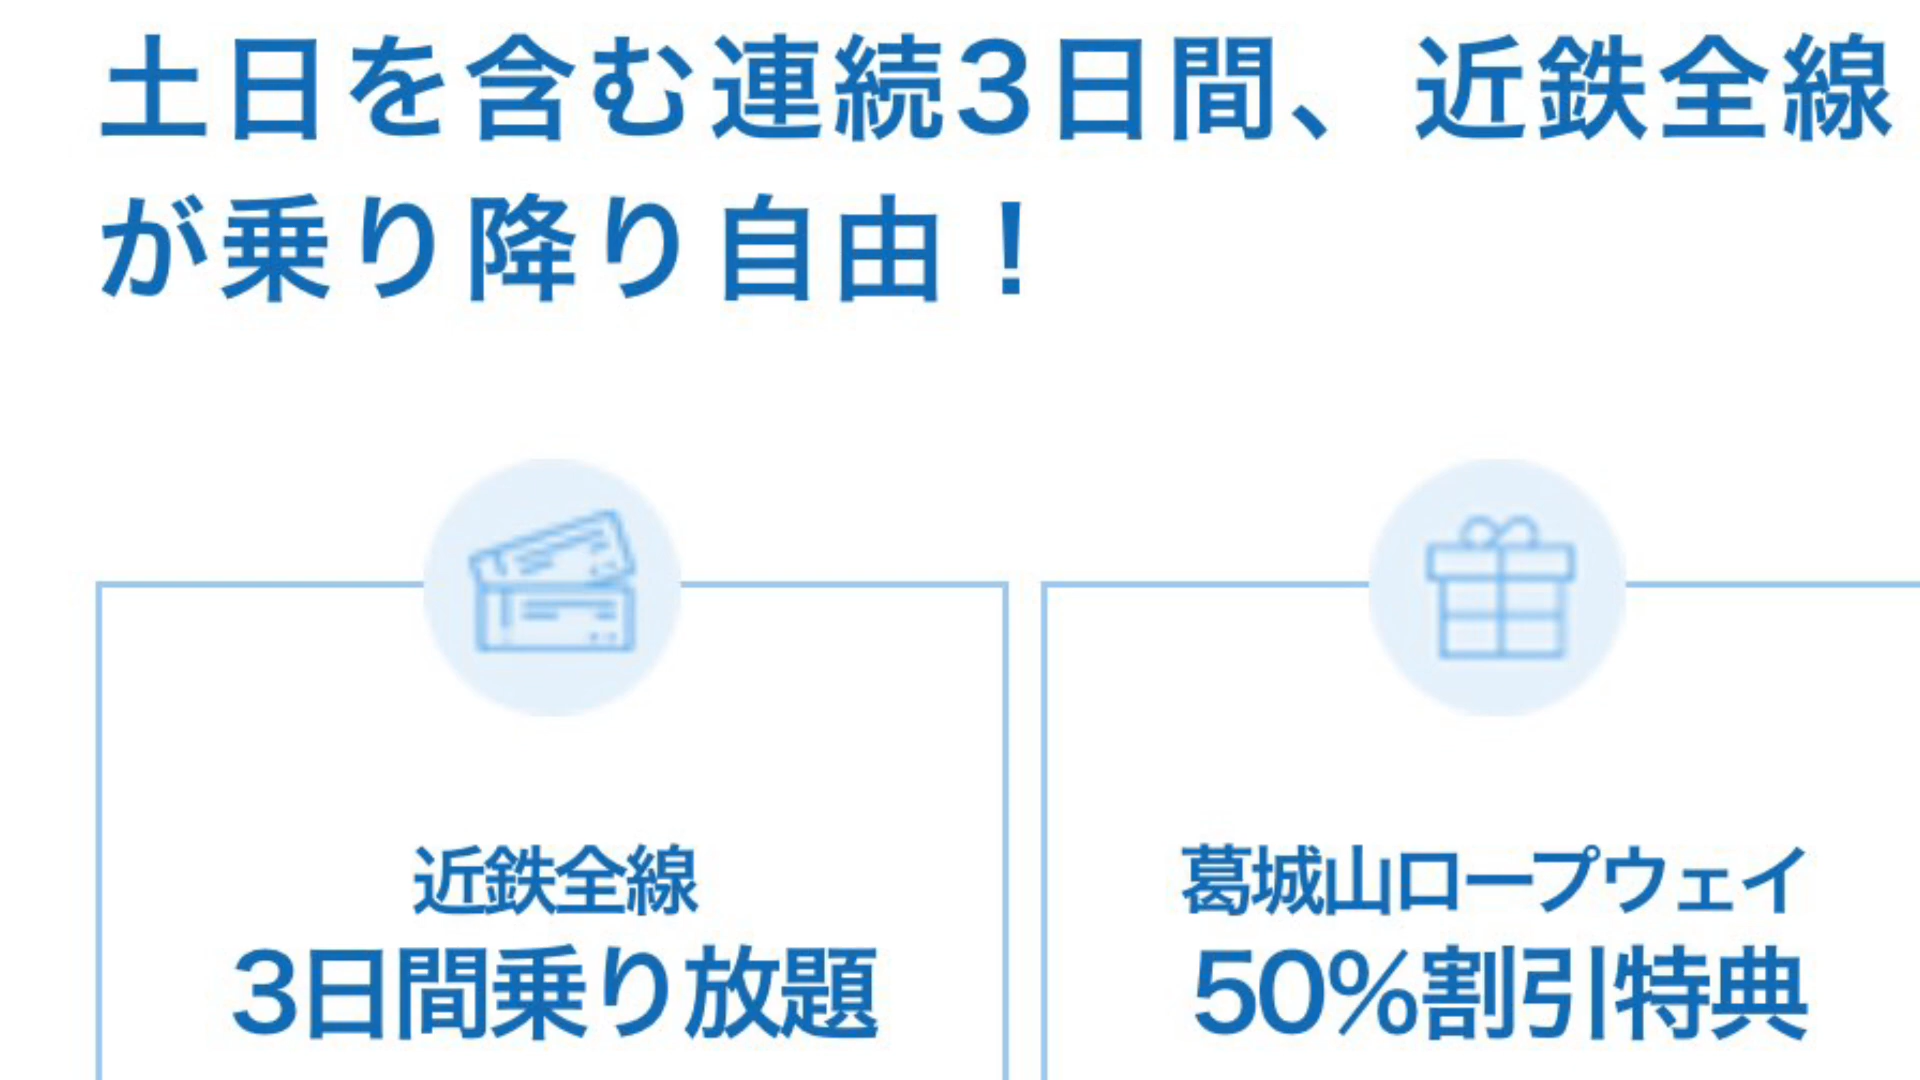 土日を含む連続3日間、近鉄全線
が乗り降り自由！
近鉄全線
3日間乗り放題
葛城山ロープウェイ
50%割引特典